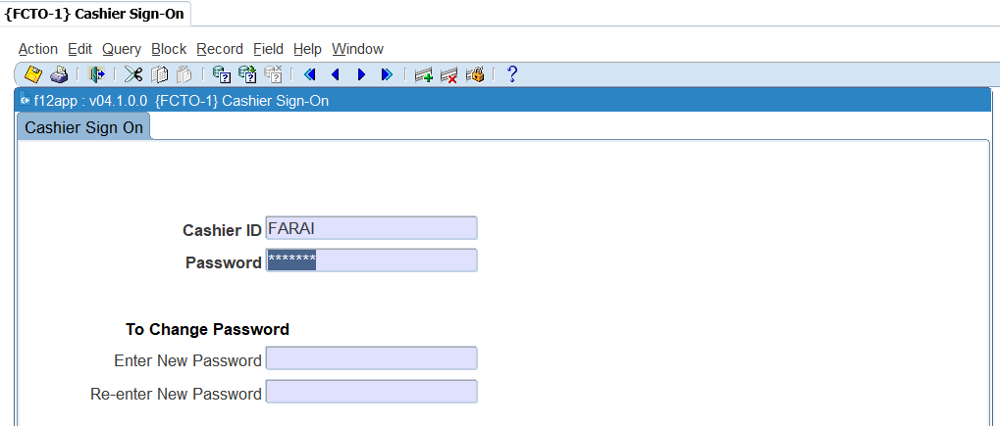 {FCTO-1} Cashier Sign-On
Action Edit Query Block Record Field Help Window
f12app : v04.1.0.0 {FCTO-1} Cashier Sign-On
Cashier Sign On
Cashier ID FARAI
Password *******
To Change Password
Enter New Password
Re-enter New Password